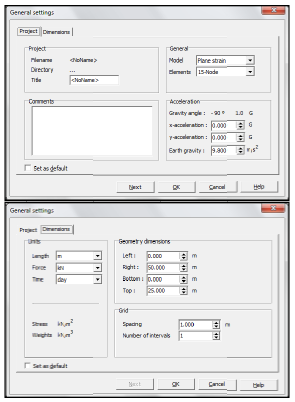 General settings
Project Dimensions
Project
Filename <NoName>
Directory ...
Title <NoName>
General
Model Plane strain
Elements 15-Node
Comments
Acceleration
Gravity angle : - 90 ° 1.0 G
x-acceleration : 0.000 G
y-acceleration : 0.000 G
Earth gravity : 9.800 m/s²
Set as default
Next OK Cancel Help
General settings
Project Dimensions
Units
Length m
Force kN
Time day
Stress kN/m²
Weights kN/m³
Geometry dimensions
Left : 0.000 m
Right : 50.000 m
Bottom : 0.000 m
Top : 25.000 m
Grid
Spacing 1.000 m
Number of intervals 1
Set as default
Next OK Cancel Help